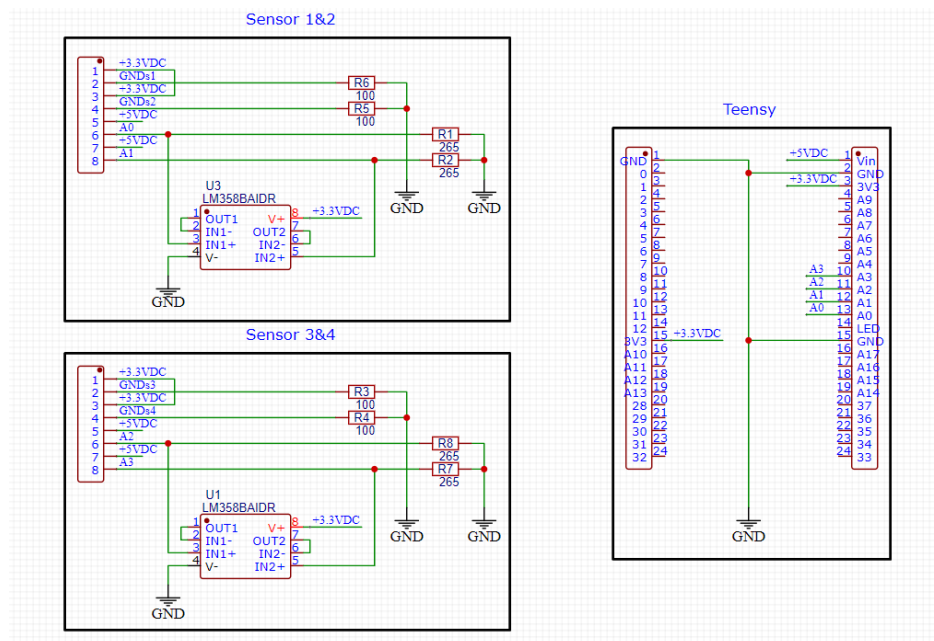 Sensor 1&2
1 +3.3VDC
2 GNDs1
3 +3.3VDC
4 GNDs2
5 +5VDC
6 A0
7 +5VDC
8 A1
R6
100
R5
100
R1
265
R2
265
GND GND
U3
LM358BAIDR
1 OUT1 V+ 8 +3.3VDC
2 IN1- OUT2 7
3 IN1+ IN2- 6
4 V- IN2+ 5
GND
Sensor 3&4
1 +3.3VDC
2 GNDs3
3 +3.3VDC
4 GNDs4
5 +5VDC
6 A2
7 +5VDC
8 A3
R3
100
R4
100
R8
265
R7
265
GND GND
U1
LM358BAIDR
1 OUT1 V+ 8 +3.3VDC
2 IN1- OUT2 7
3 IN1+ IN2- 6
4 V- IN2+ 5
GND
Teensy
GND 1
0 2
1 3
2 4
3 5
4 6
5 7
6 8
7 9
8 10
9 11
10 12
11 13
12 14
3V3 15 +3.3VDC
A10 16
A11 17
A12 18
A13 19
28 20
29 21
30 22
31 23
32 24
+5VDC 1 Vin
2 GND
+3.3VDC 3 3V3
4 A9
5 A8
6 A7
7 A6
8 A5
9 A4
A3 10 A3
A2 11 A2
A1 12 A1
A0 13 A0
14 LED
15 GND
16 A17
17 A16
18 A15
19 A14
20 37
21 36
22 35
23 34
24 33
GND